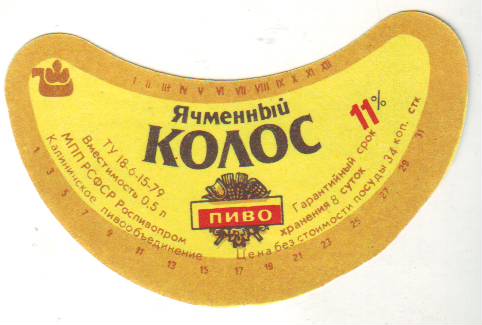 I II III IV V VI VII VIII IX X XI XII
Ячменный
КОЛОС
11%
ПИВО
ТУ 18-6-15-79
Вместимость 0,5 л
МПП РСФСР Роспивопром
Калининское пивообъединение
Гарантийный срок
хранения 8 суток
Цена без стоимости посуды 34 коп. СТК
1 3 5 7 9 11 13 15 17 19 21 23 25 27 29 31